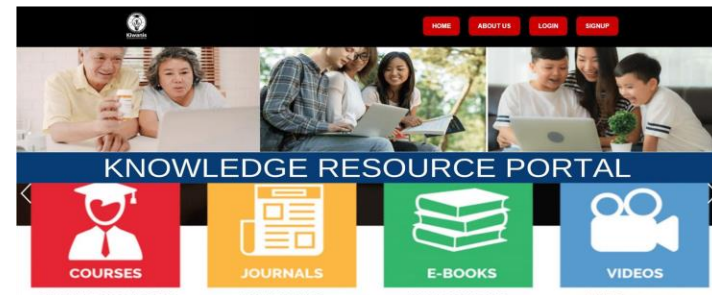 Kiwanis
HOME ABOUT US LOGIN SIGNUP
KNOWLEDGE RESOURCE PORTAL
COURSES JOURNALS E-BOOKS VIDEOS